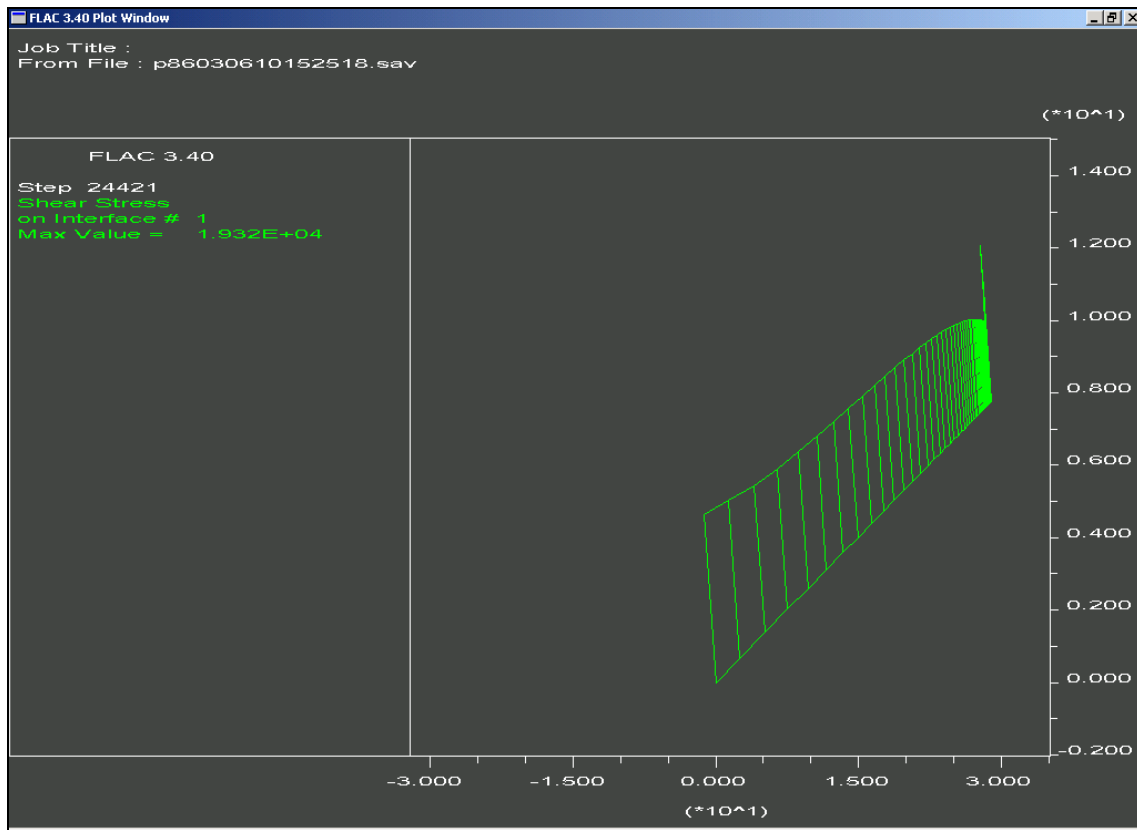 FLAC 3.40 Plot Window
Job Title :
From File : p86030610152518.sav
(*10^1)
FLAC 3.40
Step 24421
Shear Stress
on Interface # 1
Max Value = 1.932E+04
1.400
1.200
1.000
0.800
0.600
0.400
0.200
0.000
-0.200
-3.000 -1.500 0.000 1.500 3.000
(*10^1)